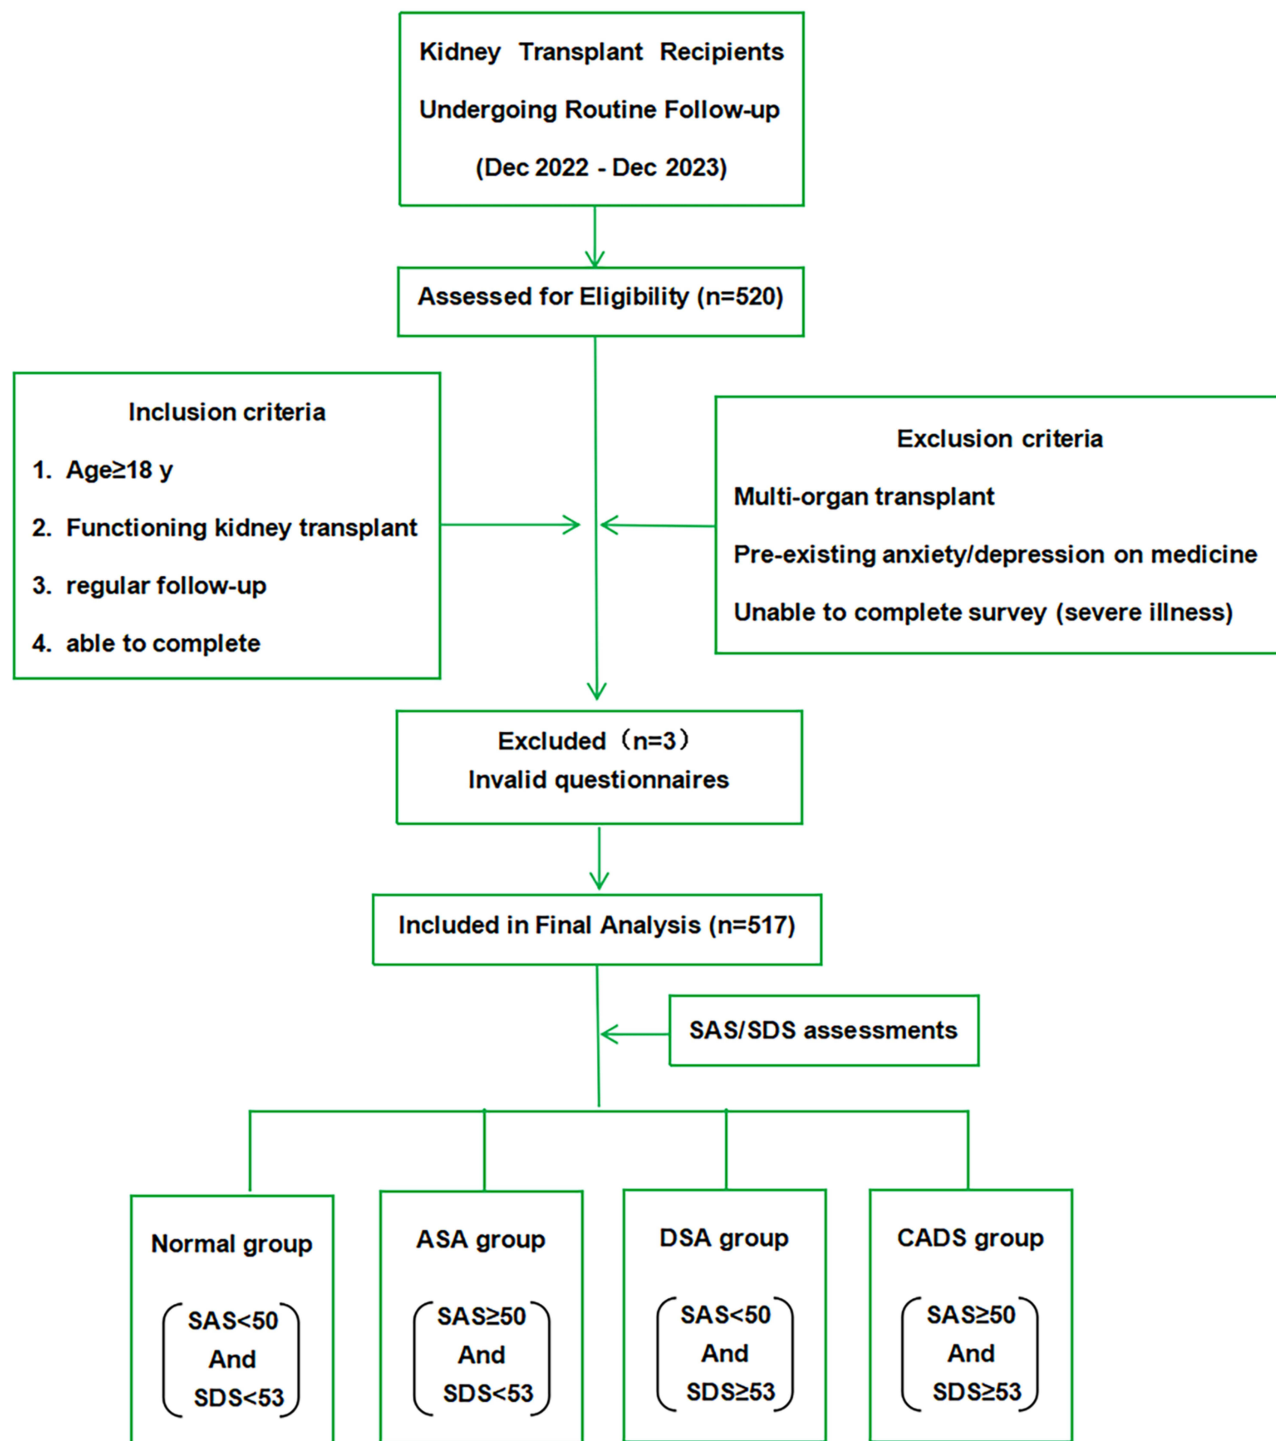 Kidney Transplant Recipients
Undergoing Routine Follow-up
(Dec 2022 - Dec 2023)
Assessed for Eligibility (n=520)
Inclusion criteria
1. Age≥18 y
2. Functioning kidney transplant
3. regular follow-up
4. able to complete
Exclusion criteria
Multi-organ transplant
Pre-existing anxiety/depression on medicine
Unable to complete survey (severe illness)
Excluded（n=3）
Invalid questionnaires
Included in Final Analysis (n=517)
SAS/SDS assessments
Normal group
SAS<50
And
SDS<53
ASA group
SAS≥50
And
SDS<53
DSA group
SAS<50
And
SDS≥53
CADS group
SAS≥50
And
SDS≥53